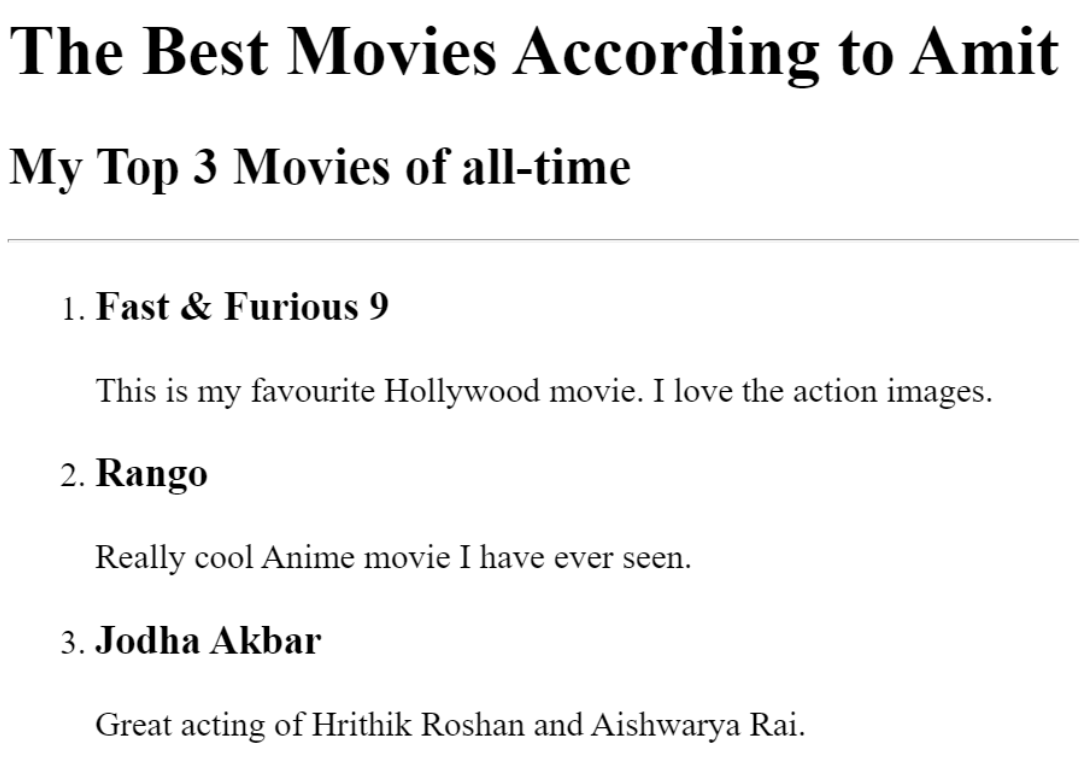 The Best Movies According to Amit
My Top 3 Movies of all-time
1. Fast & Furious 9
This is my favourite Hollywood movie. I love the action images.
2. Rango
Really cool Anime movie I have ever seen.
3. Jodha Akbar
Great acting of Hrithik Roshan and Aishwarya Rai.